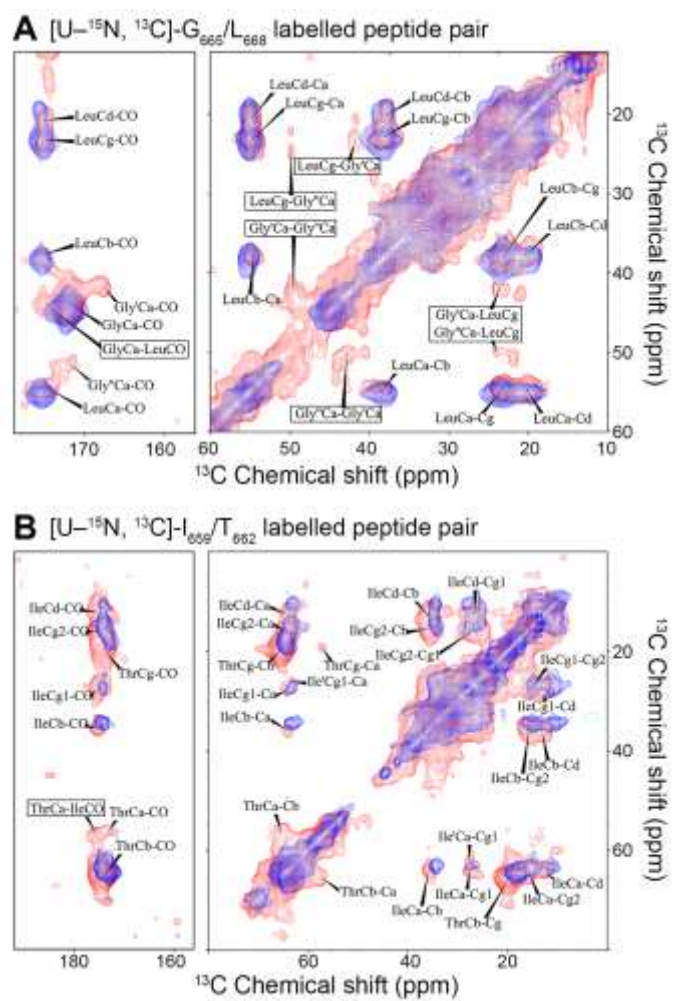 A [U–¹⁵N, ¹³C]-G₆₆₅/L₆₆₈ labelled peptide pair
LeuCd-CO
LeuCg-CO
LeuCb-CO
Gly'Ca-CO
GlyCa-CO
GlyCa-LeuCO
Gly"Ca-CO
LeuCa-CO
LeuCd-Ca
LeuCg-Ca
LeuCd-Cb
LeuCg-Cb
LeuCg-Gly'Ca
LeuCg-Gly"Ca
Gly'Ca-Gly"Ca
LeuCb-Ca
LeuCb-Cg
LeuCb-Cd
Gly'Ca-LeuCg
Gly"Ca-LeuCg
LeuCa-Cb
Gly"Ca-Gly'Ca
LeuCa-Cg
LeuCa-Cd
20
30
40
50
60
¹³C Chemical shift (ppm)
170 160 60 50 40 30 20 10
¹³C Chemical shift (ppm)
B [U–¹⁵N, ¹³C]-I₆₅₉/T₆₆₂ labelled peptide pair
IleCd-CO
IleCg2-CO
ThrCg-CO
IleCg1-CO
IleCb-CO
ThrCa-IleCO
ThrCa-CO
ThrCb-CO
IleCd-Ca
IleCg2-Ca
ThrCg-Cb
ThrCg-Ca
Ile'Cg1-Ca
IleCg1-Ca
IleCb-Ca
IleCd-Cb
IleCd-Cg1
IleCg2-Cb
IleCg2-Cg1
IleCg1-Cg2
IleCg1-Cd
IleCb-Cd
IleCb-Cg2
ThrCa-Cb
ThrCb-Ca
Ile'Ca-Cg1
IleCa-Cg1
IleCa-Cb
ThrCb-Cg
IleCa-Cd
IleCa-Cg2
20
40
60
¹³C Chemical shift (ppm)
180 160 60 40 20
¹³C Chemical shift (ppm)